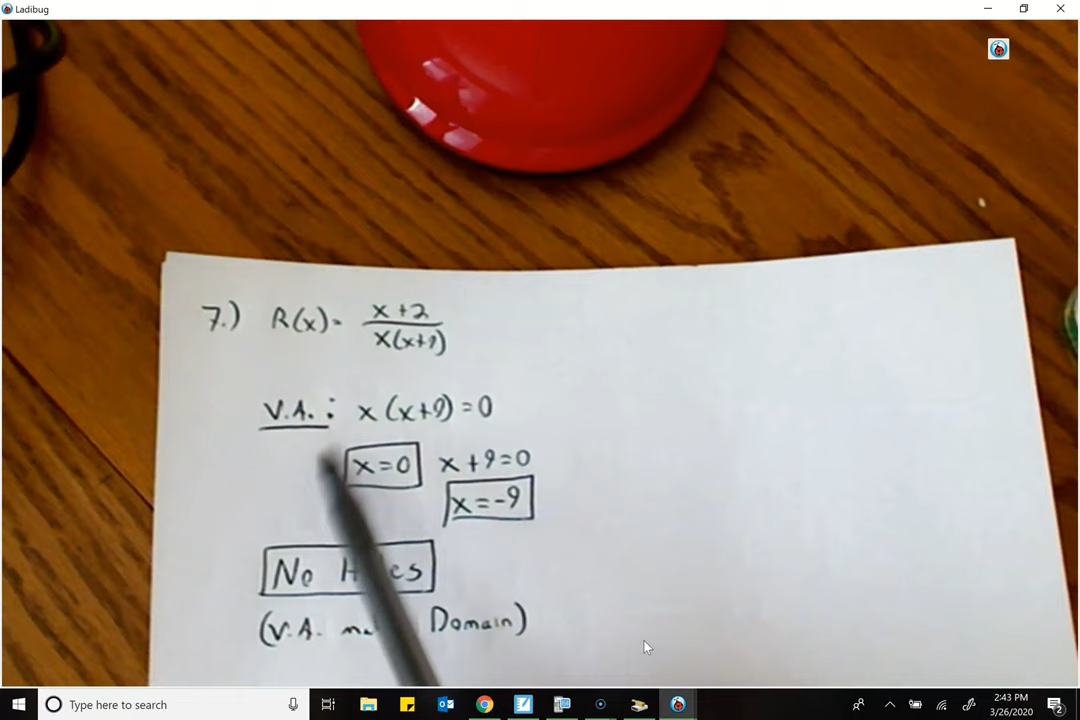 Ladibug
7.) R(x) = x+2
x(x+9)
V.A. : x(x+9)=0
x=0 x+9=0
x=-9
No
(V.A. Domain)
Type here to search
2:43 PM
3/26/2020
2